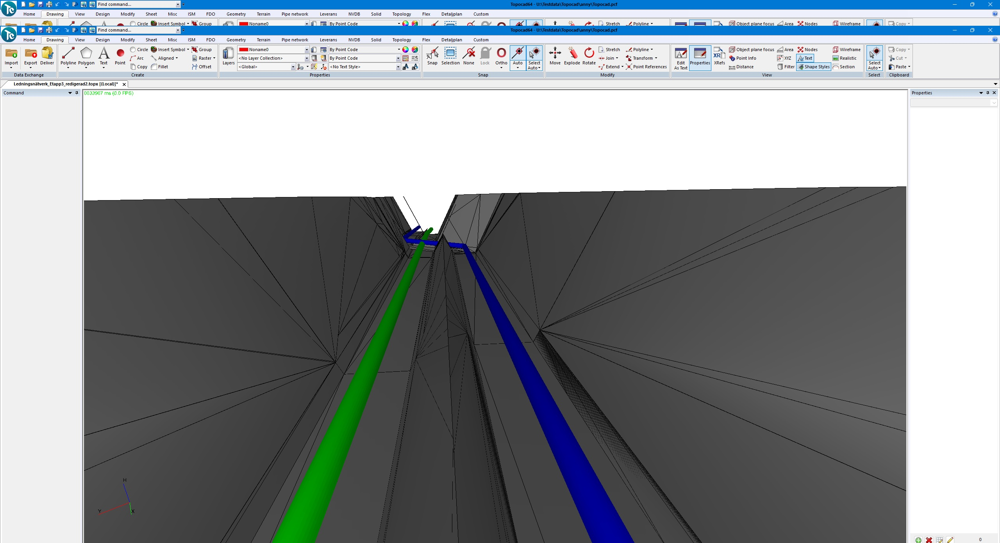 Find command...
Topocad64 - U:\Testdata\Topocad\anny\Topocad.pcf
Home Drawing View Design Modify Sheet Misc ISM FDO Geometry Terrain Pipe network Leverans NVDB Solid Topology Flex Detaljplan Custom
Circle Insert Symbol Group Noname0 By Point Code Stretch Polyline Object plane focus Area Nodes Wireframe Copy
Tc Find command...
Topocad64 - U:\Testdata\Topocad\anny\Topocad.pcf
Home Drawing View Design Modify Sheet Misc ISM FDO Geometry Terrain Pipe network Leverans NVDB Solid Topology Flex Detaljplan Custom
Circle Insert Symbol Group Noname0 By Point Code Stretch Polyline Object plane focus Area Nodes Wireframe Copy
Arc Aligned Raster <No Layer Collection> By Point Code Join Transform Point Info XYZ Text Realistic Cut
Import Export Deliver Polyline Polygon Text Point Layers Snap Selection None Lock Ortho Auto Select Auto Move Explode Rotate Edit As Text Properties XRefs Select Auto
Copy Fillet Offset <Global> <No Text Style> Extend Point References Distance Filter Shape Styles Section Paste
Data Exchange Create Properties Snap Modify View Select Clipboard
Ledningsnätverk_Etapp3_redigerad2.topx [(Local)]*
Command
0033907 ms (0.0 FPS)
Properties
H
Y
X
0